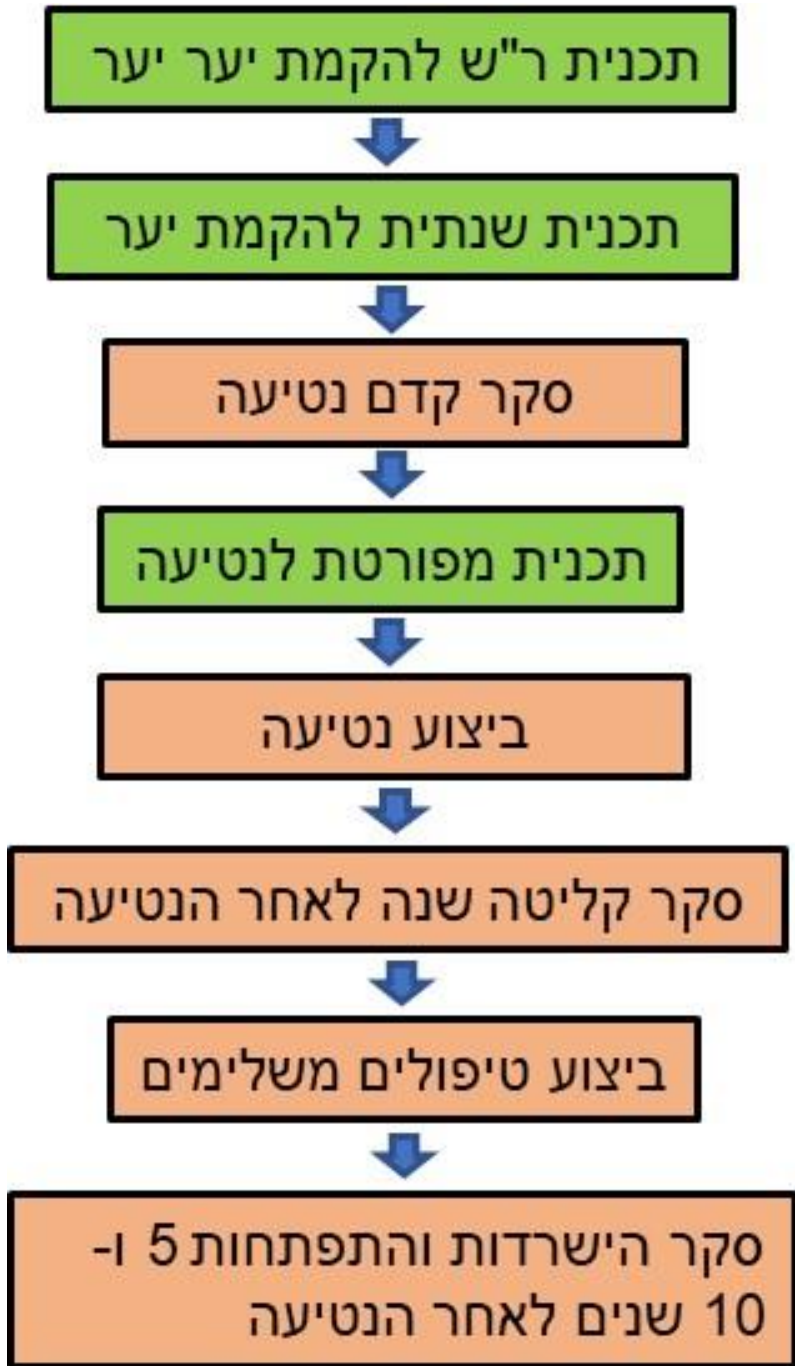 תכנית ר"ש להקמת יער יער
תכנית שנתית להקמת יער
סקר קדם נטיעה
תכנית מפורטת לנטיעה
ביצוע נטיעה
סקר קליטה שנה לאחר הנטיעה
ביצוע טיפולים משלימים
סקר הישרדות והתפתחות 5 ו-
10 שנים לאחר הנטיעה